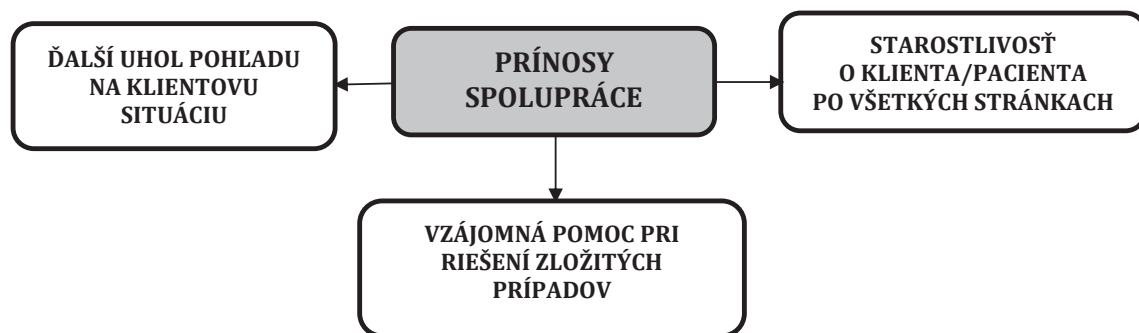 ĎALŠÍ UHOL POHĽADU
NA KLIENTOVU
SITUÁCIU
PRÍNOSY
SPOLUPRÁCE
STAROSTLIVOSŤ
O KLIENTA/PACIENTA
PO VŠETKÝCH STRÁNKACH
VZÁJOMNÁ POMOC PRI
RIEŠENÍ ZLOŽITÝCH
PRÍPADOV